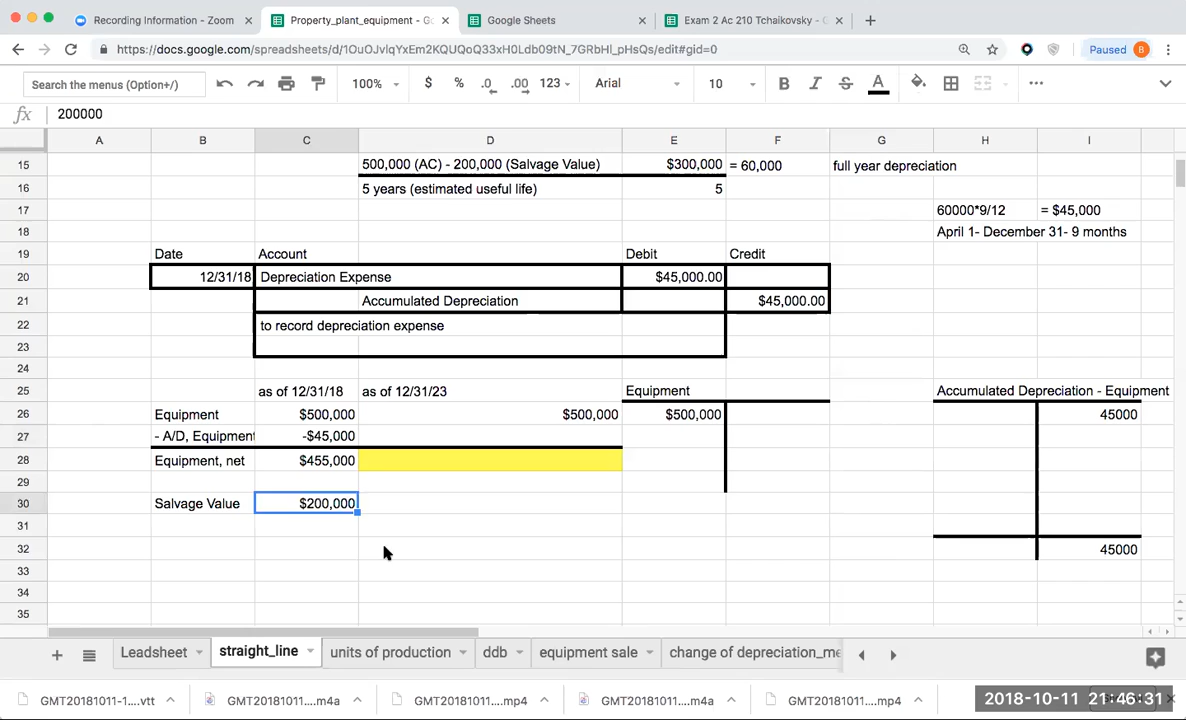 Recording Information - Zoom
Property_plant_equipment - Go
Google Sheets
Exam 2 Ac 210 Tchaikovsky - G
https://docs.google.com/spreadsheets/d/1OuOJvlqYxEm2KQUQoQ33xH0Ldb09tN_7GRbHl_pHsQs/edit#gid=0
Paused B
Search the menus (Option+/)
100% $ % .0 .00 123 Arial 10 B I S A
fx 200000
A B C D E F G H I
15 500,000 (AC) - 200,000 (Salvage Value) $300,000 = 60,000 full year depreciation
16 5 years (estimated useful life) 5
17 60000*9/12 = $45,000
18 April 1- December 31- 9 months
19 Date Account Debit Credit
20 12/31/18 Depreciation Expense $45,000.00
21 Accumulated Depreciation $45,000.00
22 to record depreciation expense
23
24
25 as of 12/31/18 as of 12/31/23 Equipment Accumulated Depreciation - Equipment
26 Equipment $500,000 $500,000 $500,000 45000
27 - A/D, Equipment -$45,000
28 Equipment, net $455,000
29
30 Salvage Value $200,000
31
32 45000
33
34
35
Leadsheet straight_line units of production ddb equipment sale change of depreciation_me
GMT20181011-1....vtt GMT20181011....m4a GMT20181011....mp4 GMT20181011....m4a GMT20181011....mp4
2018-10-11 21:46:31